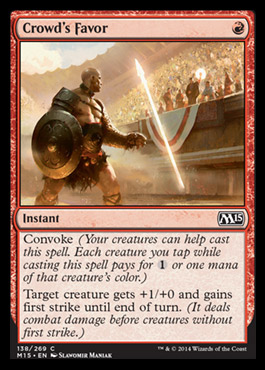 Crowd's Favor
Instant
M15
Convoke (Your creatures can help cast
this spell. Each creature you tap while
casting this spell pays for 1 or one mana
of that creature's color.)
Target creature gets +1/+0 and gains
first strike until end of turn. (It deals
combat damage before creatures without
first strike.)
138/269 C
M15 • EN SLAWOMIR MANIAK
™ & © 2014 Wizards of the Coast